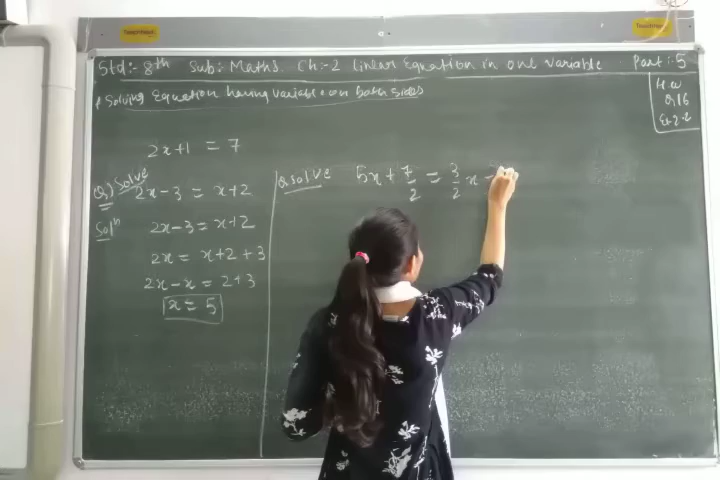 Std:- 8th Sub:- Maths. Ch:-2 Linear Equation in one variable Part:-5
Solving Equation having variable on both sides
H.W
Q.16
Ex 2.2
2x+1 = 7
Q) Solve 2x-3 = x+2
Solⁿ 2x-3 = x+2
2x = x+2+3
2x-x = 2+3
x = 5
Q. solve 5x + 7/2 = 3/2 x -